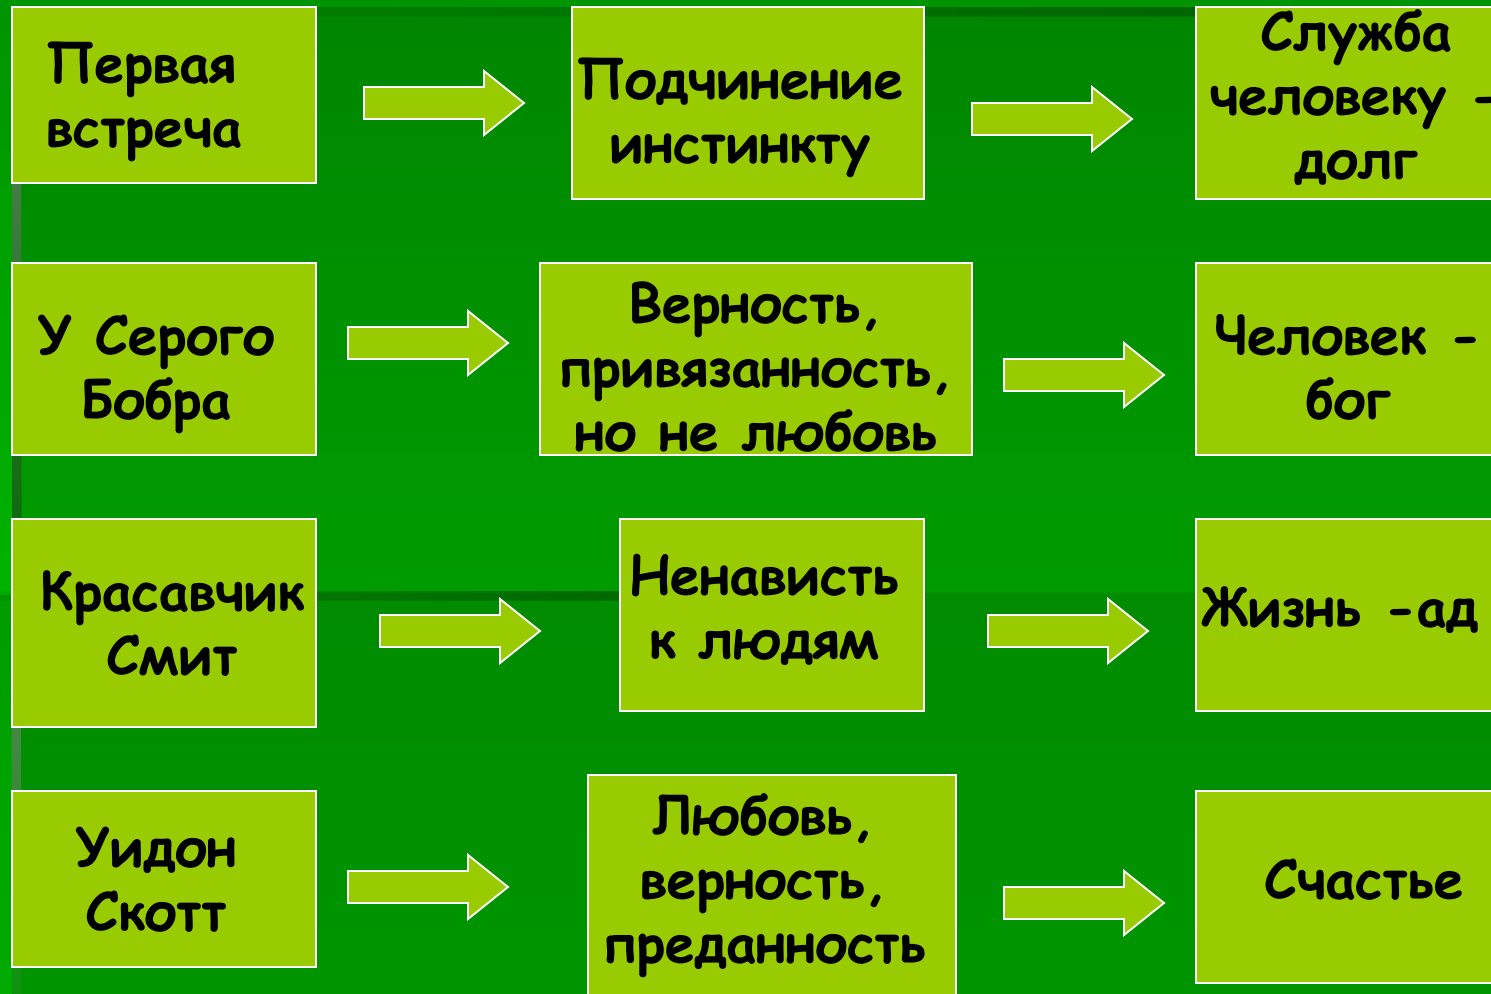 Первая
встреча
Подчинение
инстинкту
Служба
человеку -
долг
У Серого
Бобра
Верность,
привязанность,
но не любовь
Человек -
бог
Красавчик
Смит
Ненависть
к людям
Жизнь -ад
Уидон
Скотт
Любовь,
верность,
преданность
Счастье